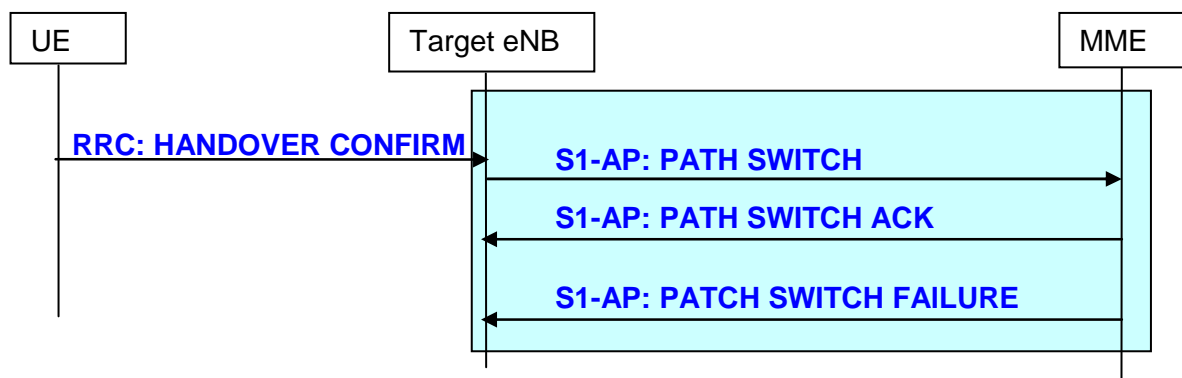 UE
Target eNB
MME
RRC: HANDOVER CONFIRM
S1-AP: PATH SWITCH
S1-AP: PATH SWITCH ACK
S1-AP: PATCH SWITCH FAILURE